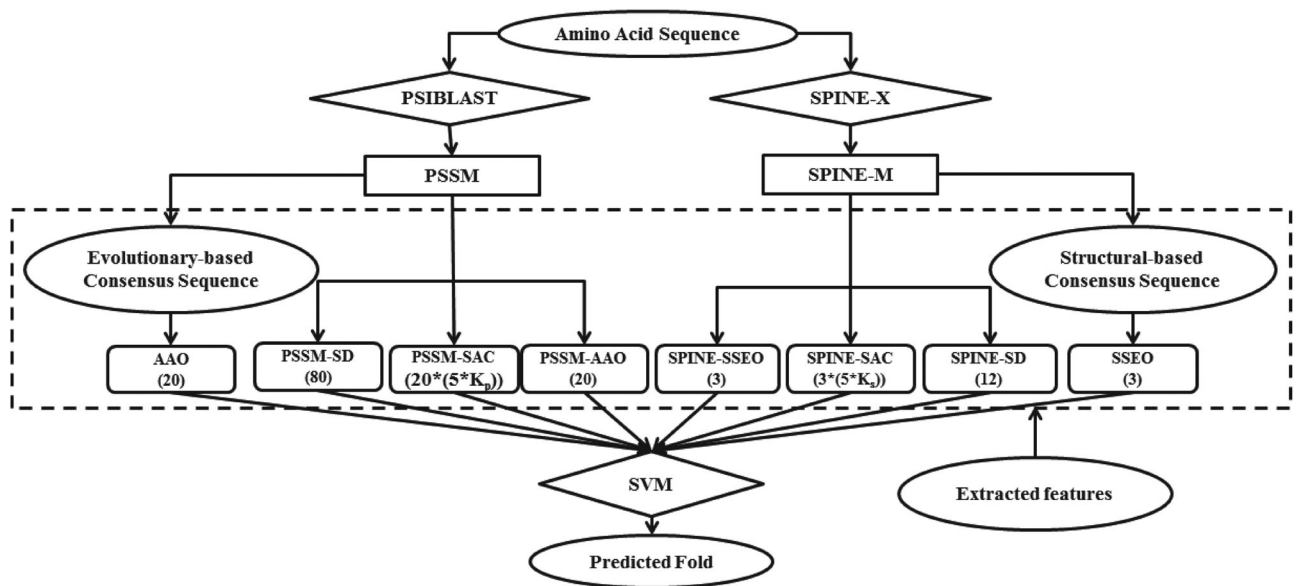 Amino Acid Sequence
PSIBLAST
SPINE-X
PSSM
SPINE-M
Evolutionary-based
Consensus Sequence
Structural-based
Consensus Sequence
AAO
(20)
PSSM-SD
(80)
PSSM-SAC
(20*(5*Kₚ))
PSSM-AAO
(20)
SPINE-SSEO
(3)
SPINE-SAC
(3*(5*Kₛ))
SPINE-SD
(12)
SSEO
(3)
SVM
Extracted features
Predicted Fold